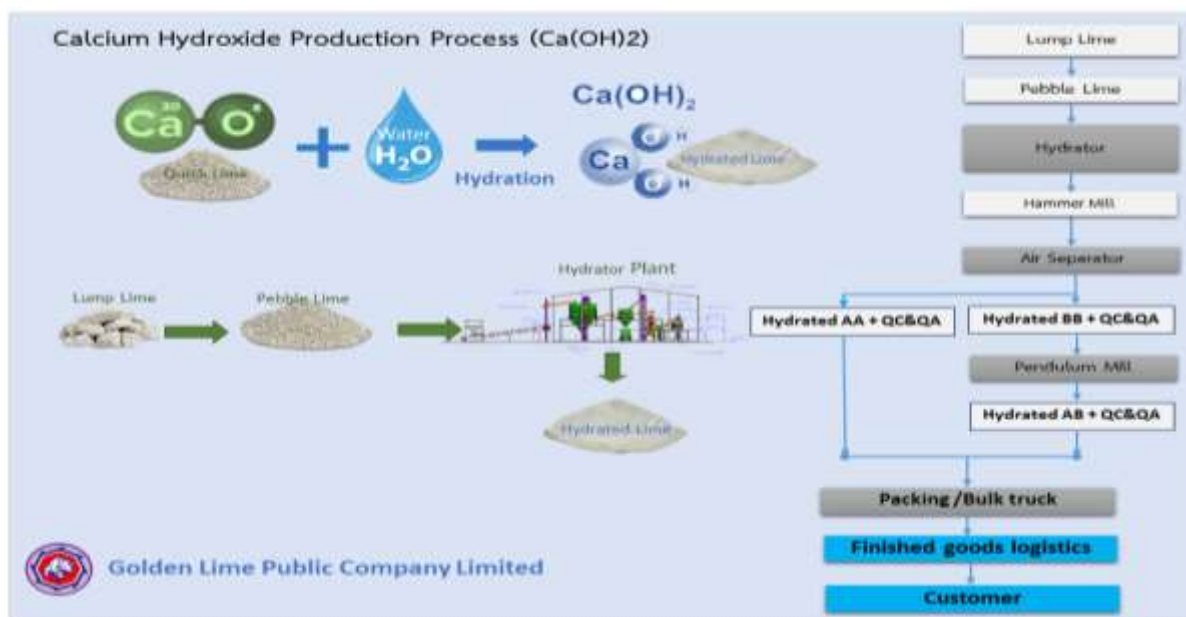 Calcium Hydroxide Production Process (Ca(OH)2)
20
Ca
O
Quick Lime
Water
H₂O
Hydration
Ca(OH)₂
Ca
O
H
O
H
Hydrated Lime
Lump Lime
Pebble Lime
Hydrator Plant
Hydrated Lime
Lump Lime
Pebble Lime
Hydrator
Hammer Mill
Air Separator
Hydrated AA + QC&QA
Hydrated BB + QC&QA
Pendulum Mill
Hydrated AB + QC&QA
Packing /Bulk truck
Finished goods logistics
Customer
Golden Lime Public Company Limited